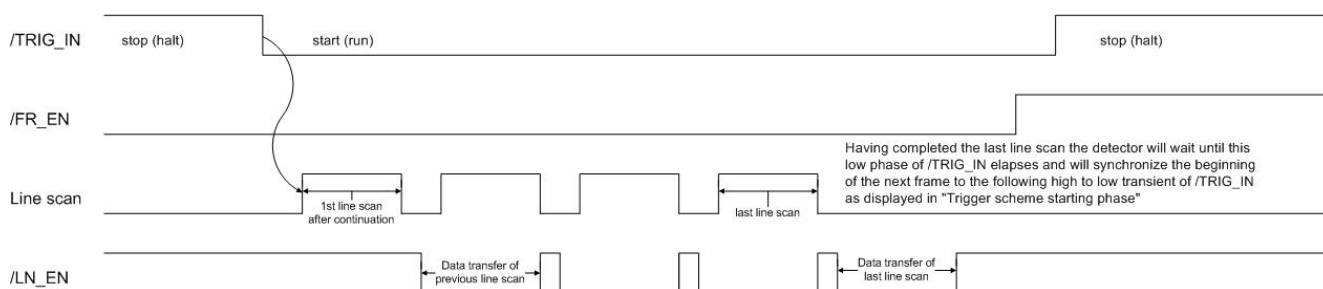 /TRIG_IN
stop (halt)
start (run)
stop (halt)
/FR_EN
Having completed the last line scan the detector will wait until this
low phase of /TRIG_IN elapses and will synchronize the beginning
of the next frame to the following high to low transient of /TRIG_IN
as displayed in "Trigger scheme starting phase"
Line scan
1st line scan
after continuation
last line scan
/LN_EN
Data transfer of
previous line scan
Data transfer of
last line scan